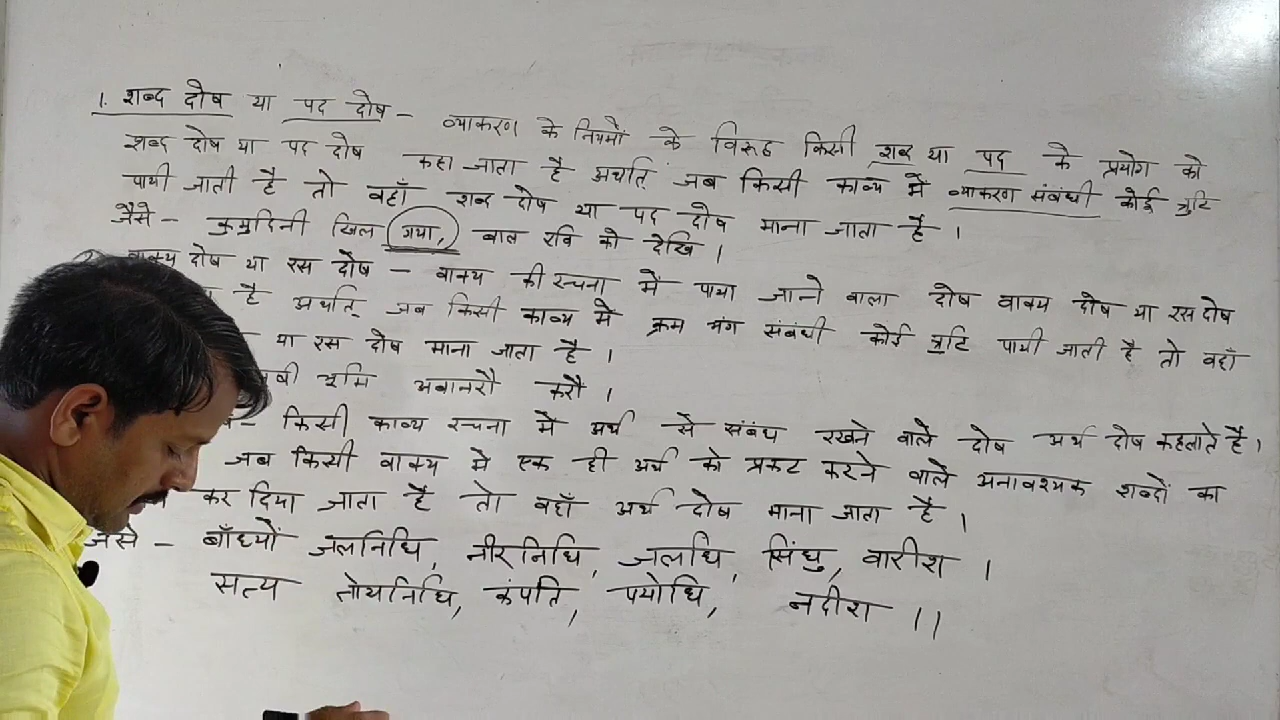 1. शब्द दोष या पद दोष – व्याकरण के नियमों के विरूद्ध किसी शब्द या पद के प्रयोग को
शब्द दोष या पद दोष कहा जाता है अर्थात् जब किसी काव्य में व्याकरण संबंधी कोई त्रुटि
पायी जाती है तो वहाँ शब्द दोष या पद दोष माना जाता है ।
जैसे – कुमुदिनी खिल गया, बाल रवि को देखि ।
वाक्य दोष या रस दोष – वाक्य की रचना में पाया जाने वाला दोष वाक्य दोष या रस दोष
है अर्थात् जब किसी काव्य में क्रम भंग संबंधी कोई त्रुटि पायी जाती है तो वहाँ
या रस दोष माना जाता है ।
भूमि अवानरौ करौ ।
– किसी काव्य रचना में अर्थ से संबंध रखने वाले दोष अर्थ दोष कहलाते है।
जब किसी वाक्य में एक ही अर्थ को प्रकट करने वाले अनावश्यक शब्दों का
कर दिया जाता है तो वहाँ अर्थ दोष माना जाता है ।
जैसे – बाँध्यों जलनिधि, नीरनिधि, जलधि, सिंधु, वारीश ।
सत्य तोयनिधि, कंपति, पयोधि, नदीश ।।